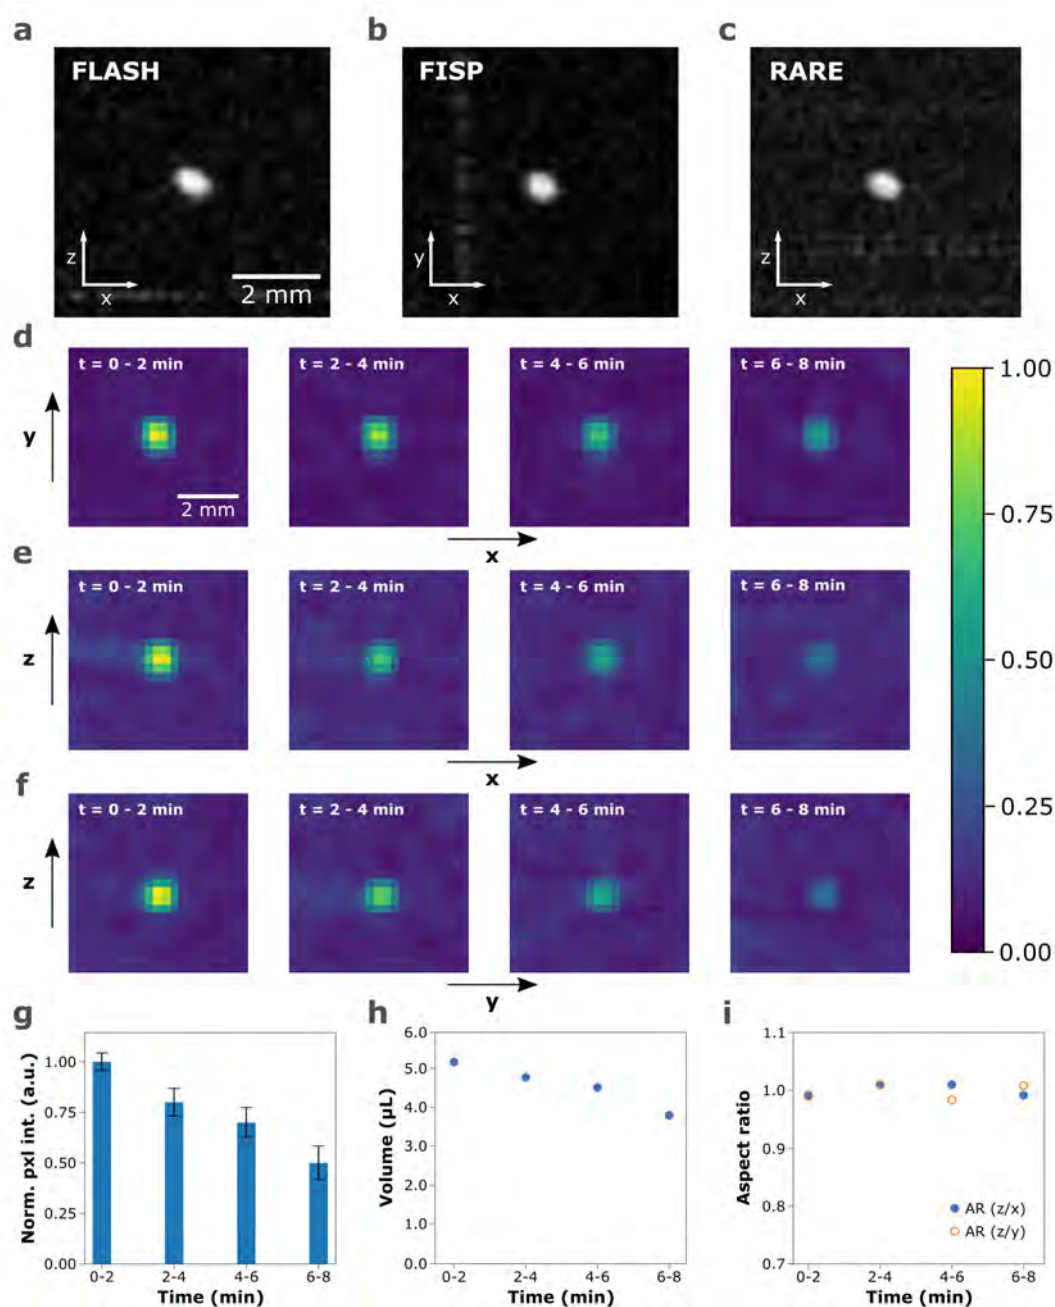 a
b
c
FLASH
FISP
RARE
z
x
2 mm
y
x
z
x
d
t = 0 - 2 min
t = 2 - 4 min
t = 4 - 6 min
t = 6 - 8 min
y
2 mm
x
1.00
0.75
0.50
0.25
0.00
e
t = 0 - 2 min
t = 2 - 4 min
t = 4 - 6 min
t = 6 - 8 min
z
x
f
t = 0 - 2 min
t = 2 - 4 min
t = 4 - 6 min
t = 6 - 8 min
z
y
g
Norm. pxl int. (a.u.)
1.00
0.75
0.50
0.25
0.00
0-2
2-4
4-6
6-8
Time (min)
h
Volume (μL)
6.0
5.0
4.0
3.0
2.0
1.0
0.0
0-2
2-4
4-6
6-8
Time (min)
i
Aspect ratio
1.1
1.0
0.9
0.8
0.7
AR (z/x)
AR (z/y)
0-2
2-4
4-6
6-8
Time (min)